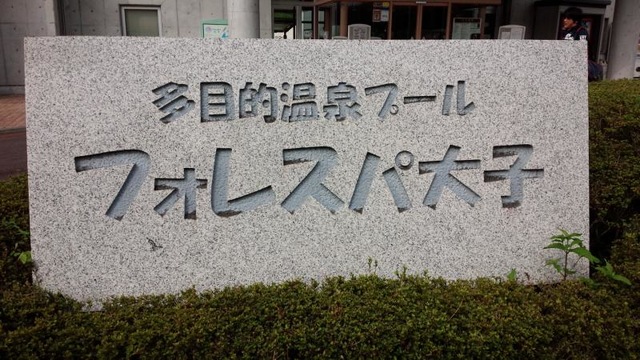 多目的温泉プール
フォレスパ大子